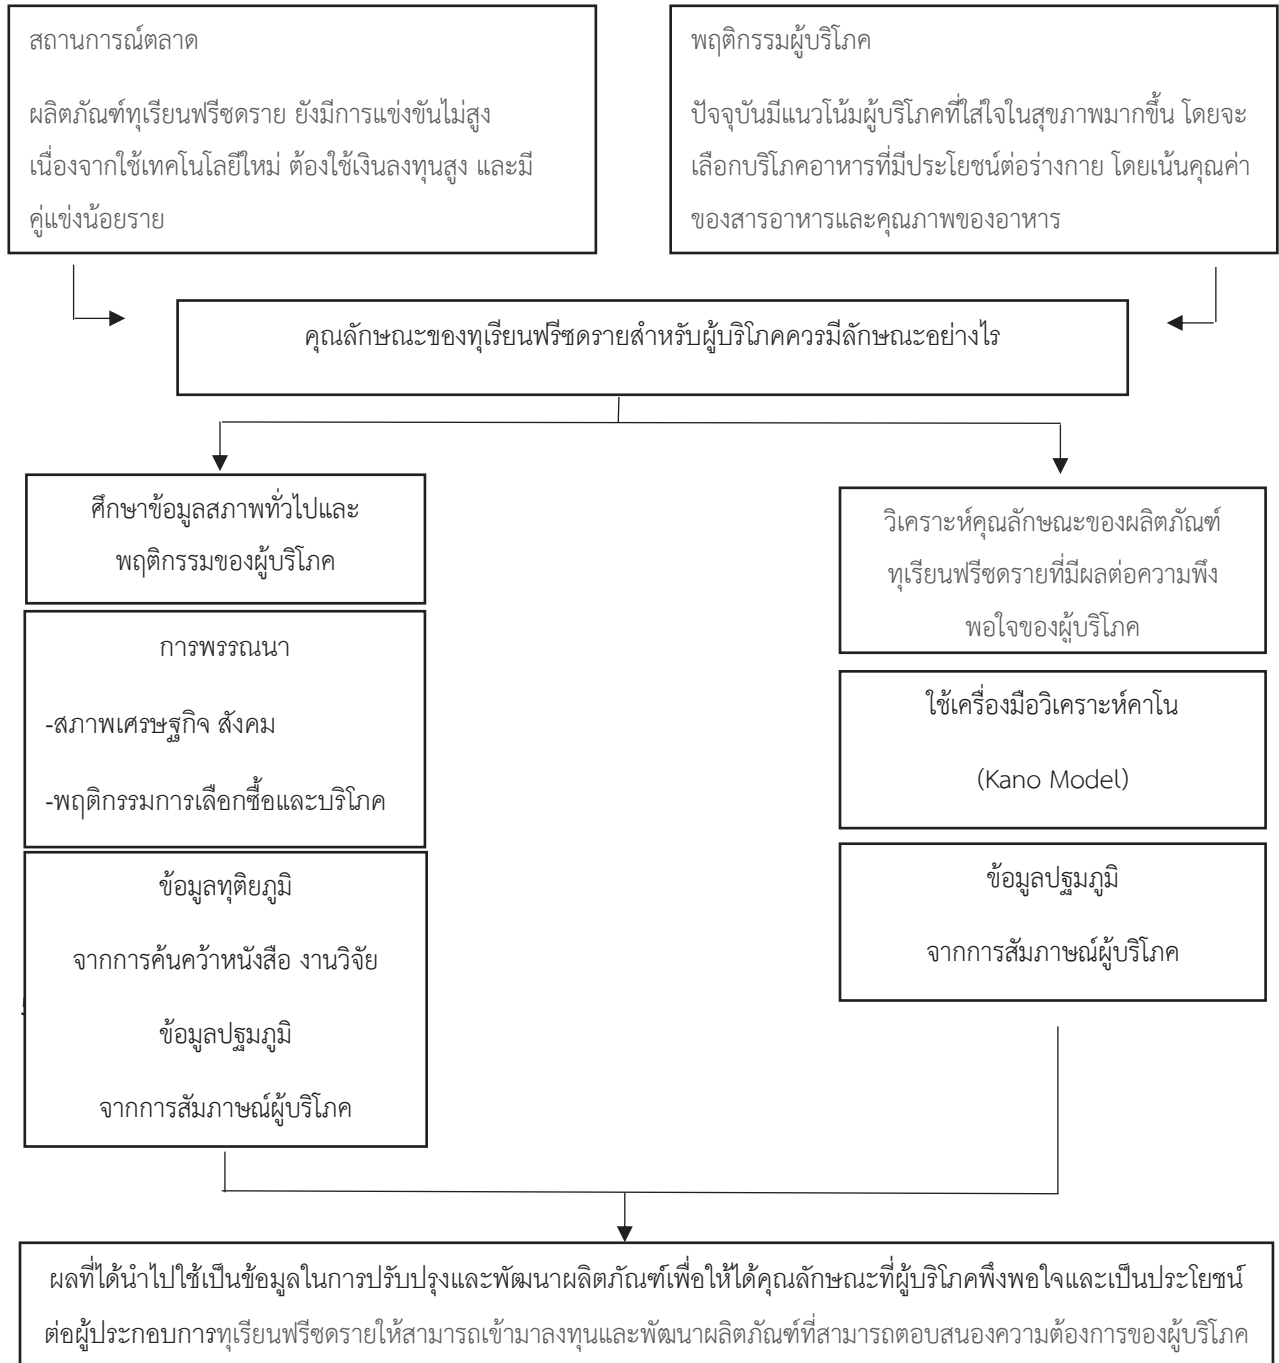 สถานการณ์ตลาด
ผลิตภัณฑ์ทุเรียนฟรีซดราย ยังมีการแข่งขันไม่สูง
เนื่องจากใช้เทคโนโลยีใหม่ ต้องใช้เงินลงทุนสูง และมี
คู่แข่งน้อยราย
พฤติกรรมผู้บริโภค
ปัจจุบันมีแนวโน้มผู้บริโภคที่ใส่ใจในสุขภาพมากขึ้น โดยจะ
เลือกบริโภคอาหารที่มีประโยชน์ต่อร่างกาย โดยเน้นคุณค่า
ของสารอาหารและคุณภาพของอาหาร
คุณลักษณะของทุเรียนฟรีซดรายสำหรับผู้บริโภคควรมีลักษณะอย่างไร
ศึกษาข้อมูลสภาพทั่วไปและ
พฤติกรรมของผู้บริโภค
การพรรณนา
-สภาพเศรษฐกิจ สังคม
-พฤติกรรมการเลือกซื้อและบริโภค
ข้อมูลทุติยภูมิ
จากการค้นคว้าหนังสือ งานวิจัย
ข้อมูลปฐมภูมิ
จากการสัมภาษณ์ผู้บริโภค
วิเคราะห์คุณลักษณะของผลิตภัณฑ์
ทุเรียนฟรีซดรายที่มีผลต่อความพึง
พอใจของผู้บริโภค
ใช้เครื่องมือวิเคราะห์คาโน
(Kano Model)
ข้อมูลปฐมภูมิ
จากการสัมภาษณ์ผู้บริโภค
ผลที่ได้นำไปใช้เป็นข้อมูลในการปรับปรุงและพัฒนาผลิตภัณฑ์เพื่อให้ได้คุณลักษณะที่ผู้บริโภคพึงพอใจและเป็นประโยชน์
ต่อผู้ประกอบการทุเรียนฟรีซดรายให้สามารถเข้ามาลงทุนและพัฒนาผลิตภัณฑ์ที่สามารถตอบสนองความต้องการของผู้บริโภค